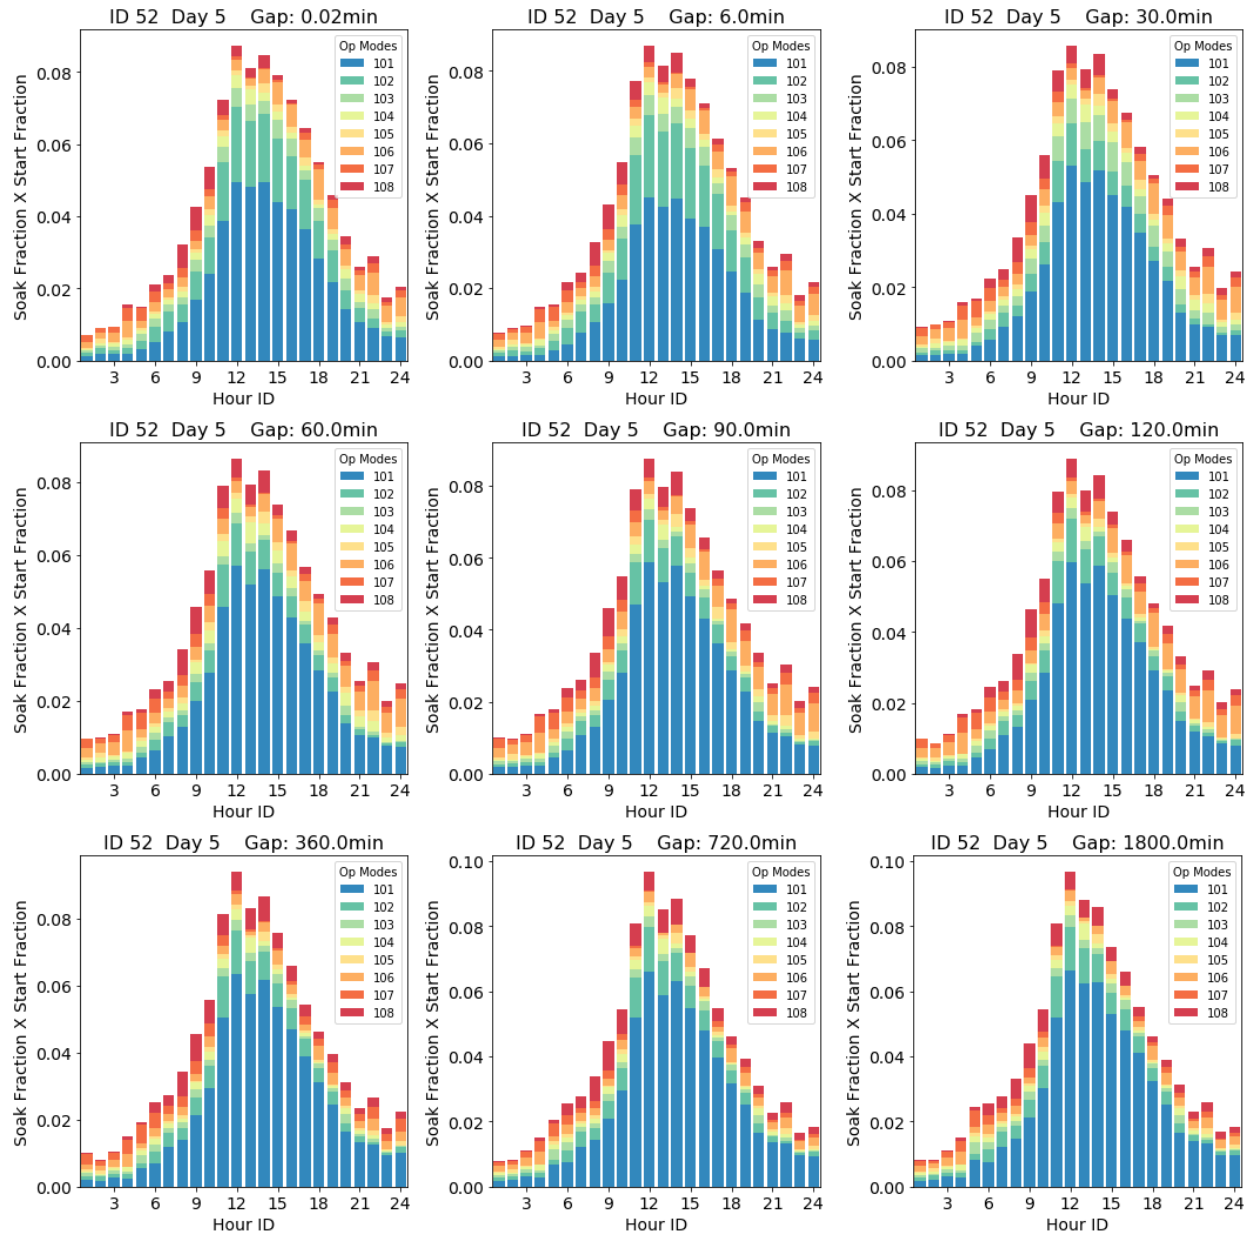 ID 52  Day 5    Gap: 0.02min
Soak Fraction X Start Fraction
0.08
0.06
0.04
0.02
0.00
Op Modes
101
102
103
104
105
106
107
108
3 6 9 12 15 18 21 24
Hour ID
ID 52  Day 5    Gap: 6.0min
Soak Fraction X Start Fraction
0.08
0.06
0.04
0.02
0.00
Op Modes
101
102
103
104
105
106
107
108
3 6 9 12 15 18 21 24
Hour ID
ID 52  Day 5    Gap: 30.0min
Soak Fraction X Start Fraction
0.08
0.06
0.04
0.02
0.00
Op Modes
101
102
103
104
105
106
107
108
3 6 9 12 15 18 21 24
Hour ID
ID 52  Day 5    Gap: 60.0min
Soak Fraction X Start Fraction
0.08
0.06
0.04
0.02
0.00
Op Modes
101
102
103
104
105
106
107
108
3 6 9 12 15 18 21 24
Hour ID
ID 52  Day 5    Gap: 90.0min
Soak Fraction X Start Fraction
0.08
0.06
0.04
0.02
0.00
Op Modes
101
102
103
104
105
106
107
108
3 6 9 12 15 18 21 24
Hour ID
ID 52  Day 5    Gap: 120.0min
Soak Fraction X Start Fraction
0.08
0.06
0.04
0.02
0.00
Op Modes
101
102
103
104
105
106
107
108
3 6 9 12 15 18 21 24
Hour ID
ID 52  Day 5    Gap: 360.0min
Soak Fraction X Start Fraction
0.08
0.06
0.04
0.02
0.00
Op Modes
101
102
103
104
105
106
107
108
3 6 9 12 15 18 21 24
Hour ID
ID 52  Day 5    Gap: 720.0min
Soak Fraction X Start Fraction
0.10
0.08
0.06
0.04
0.02
0.00
Op Modes
101
102
103
104
105
106
107
108
3 6 9 12 15 18 21 24
Hour ID
ID 52  Day 5    Gap: 1800.0min
Soak Fraction X Start Fraction
0.10
0.08
0.06
0.04
0.02
0.00
Op Modes
101
102
103
104
105
106
107
108
3 6 9 12 15 18 21 24
Hour ID